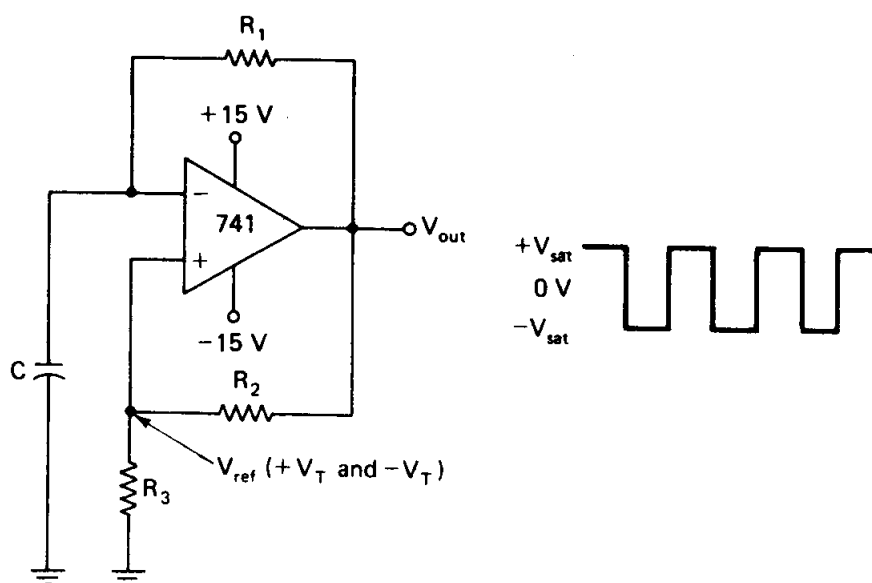 R1
+15 V
−
741
+
Vout
−15 V
C
R2
Vref (+VT and −VT)
R3
+Vsat
0 V
−Vsat